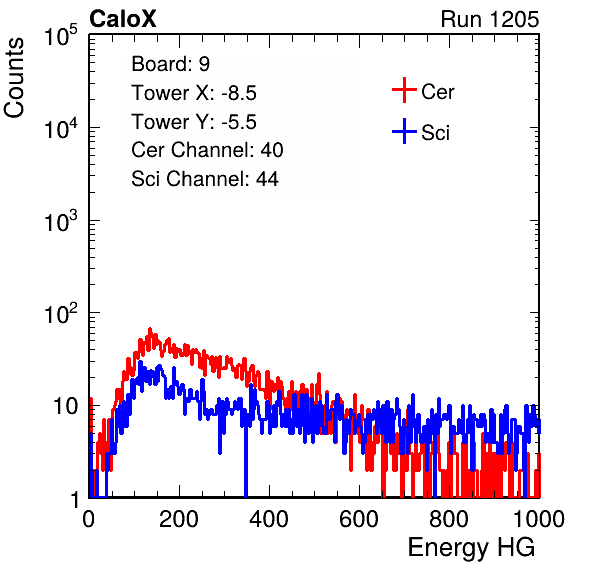 CaloX Run 1205
Counts
10^5
10^4
10^3
10^2
10
1
Board: 9
Tower X: -8.5
Tower Y: -5.5
Cer Channel: 40
Sci Channel: 44
Cer
Sci
0 200 400 600 800 1000
Energy HG